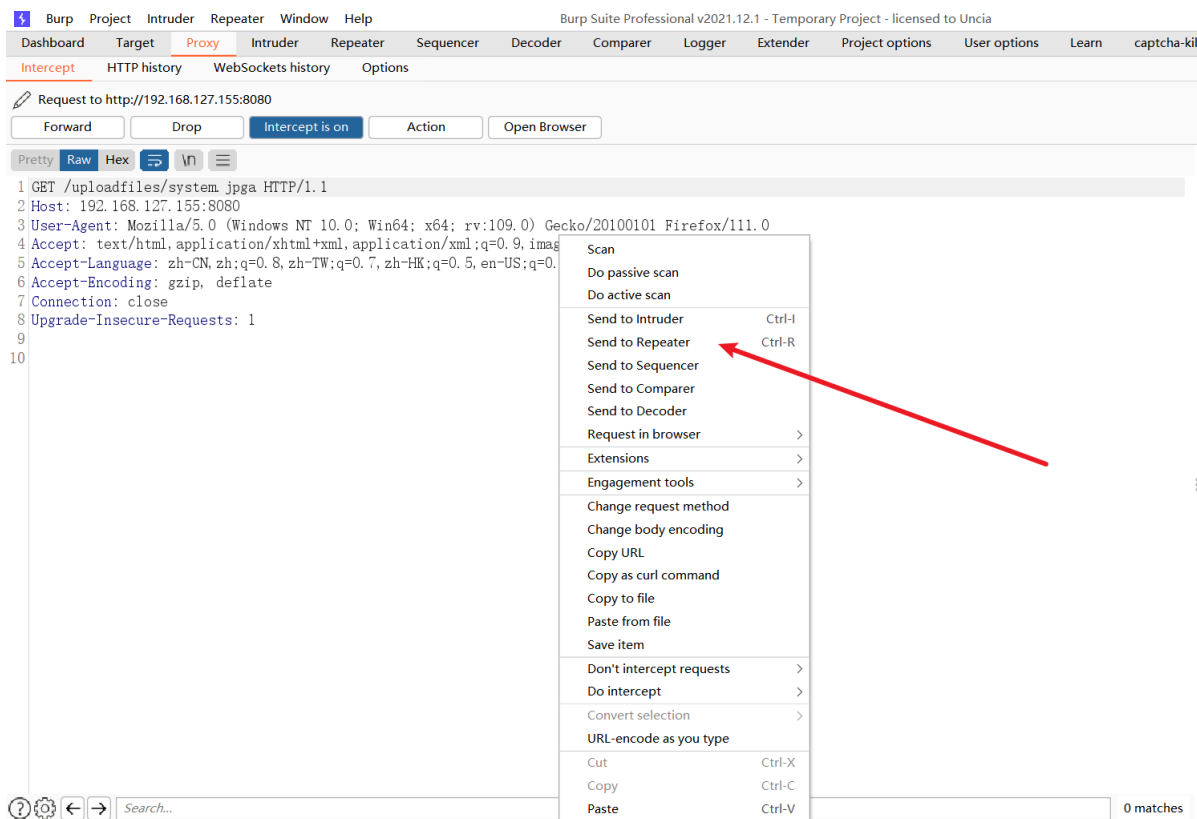 Burp Project Intruder Repeater Window Help Burp Suite Professional v2021.12.1 - Temporary Project - licensed to Uncia
Dashboard Target Proxy Intruder Repeater Sequencer Decoder Comparer Logger Extender Project options User options Learn captcha-kil
Intercept HTTP history WebSockets history Options
Request to http://192.168.127.155:8080
Forward Drop Intercept is on Action Open Browser
Pretty Raw Hex \n
1 GET /uploadfiles/system.jpga HTTP/1.1
2 Host: 192.168.127.155:8080
3 User-Agent: Mozilla/5.0 (Windows NT 10.0; Win64; x64; rv:109.0) Gecko/20100101 Firefox/111.0
4 Accept: text/html,application/xhtml+xml,application/xml;q=0.9,imag
5 Accept-Language: zh-CN,zh;q=0.8,zh-TW;q=0.7,zh-HK;q=0.5,en-US;q=0.
6 Accept-Encoding: gzip, deflate
7 Connection: close
8 Upgrade-Insecure-Requests: 1
9
10
Scan
Do passive scan
Do active scan
Send to Intruder Ctrl-I
Send to Repeater Ctrl-R
Send to Sequencer
Send to Comparer
Send to Decoder
Request in browser
Extensions
Engagement tools
Change request method
Change body encoding
Copy URL
Copy as curl command
Copy to file
Paste from file
Save item
Don't intercept requests
Do intercept
Convert selection
URL-encode as you type
Cut Ctrl-X
Copy Ctrl-C
Paste Ctrl-V
? Search... 0 matches